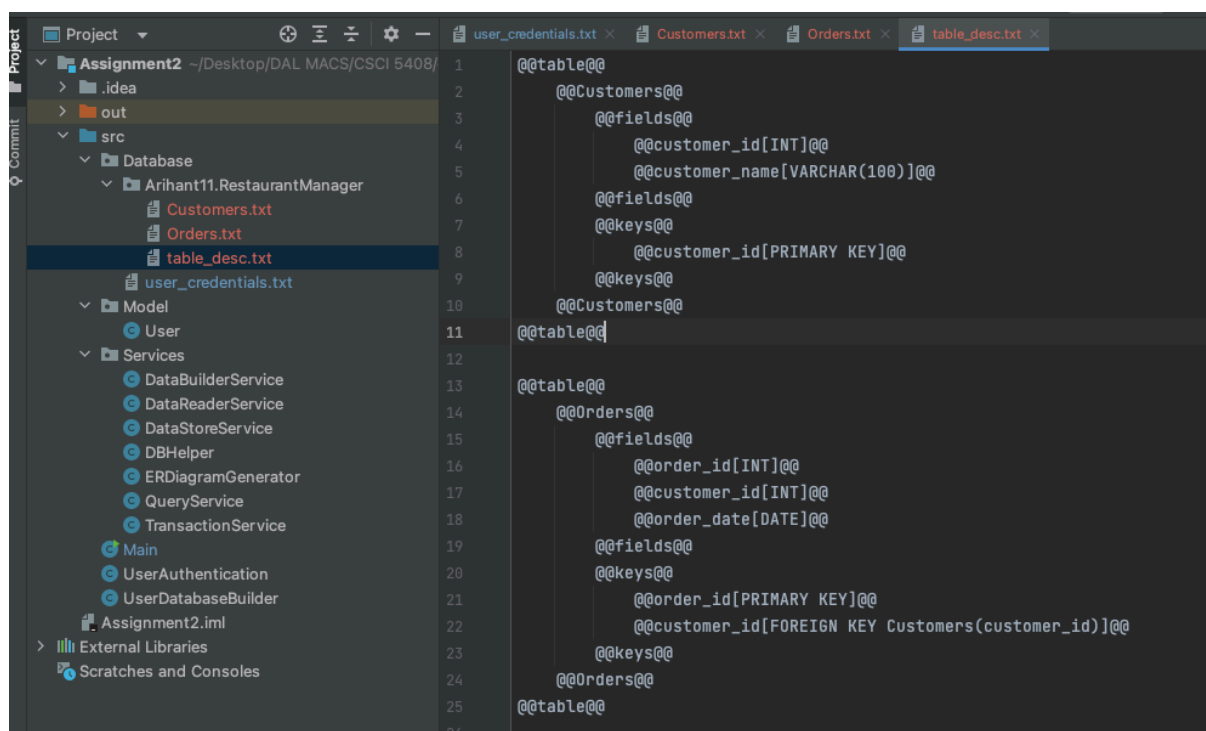 Project
Commit
Project
Assignment2 ~/Desktop/DAL MACS/CSCI 5408/
.idea
out
src
Database
Arihant11.RestaurantManager
Customers.txt
Orders.txt
table_desc.txt
user_credentials.txt
Model
User
Services
DataBuilderService
DataReaderService
DataStoreService
DBHelper
ERDiagramGenerator
QueryService
TransactionService
Main
UserAuthentication
UserDatabaseBuilder
Assignment2.iml
External Libraries
Scratches and Consoles
user_credentials.txt Customers.txt Orders.txt table_desc.txt
1 @@table@@
2 @@Customers@@
3 @@fields@@
4 @@customer_id[INT]@@
5 @@customer_name[VARCHAR(100)]@@
6 @@fields@@
7 @@keys@@
8 @@customer_id[PRIMARY KEY]@@
9 @@keys@@
10 @@Customers@@
11 @@table@@
12
13 @@table@@
14 @@Orders@@
15 @@fields@@
16 @@order_id[INT]@@
17 @@customer_id[INT]@@
18 @@order_date[DATE]@@
19 @@fields@@
20 @@keys@@
21 @@order_id[PRIMARY KEY]@@
22 @@customer_id[FOREIGN KEY Customers(customer_id)]@@
23 @@keys@@
24 @@Orders@@
25 @@table@@